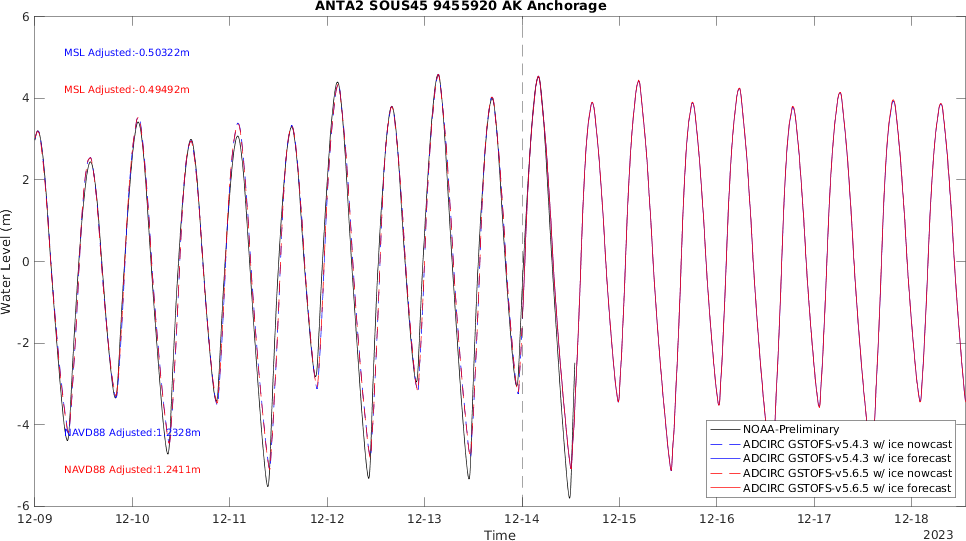 ANTA2 SOUS45 9455920 AK Anchorage
6
4
2
0
-2
-4
-6
Water Level (m)
MSL Adjusted:-0.50322m
MSL Adjusted:-0.49492m
NAVD88 Adjusted:1.2328m
NAVD88 Adjusted:1.2411m
NOAA-Preliminary
ADCIRC GSTOFS-v5.4.3 w/ ice nowcast
ADCIRC GSTOFS-v5.4.3 w/ ice forecast
ADCIRC GSTOFS-v5.6.5 w/ ice nowcast
ADCIRC GSTOFS-v5.6.5 w/ ice forecast
12-09 12-10 12-11 12-12 12-13 12-14 12-15 12-16 12-17 12-18
Time
2023